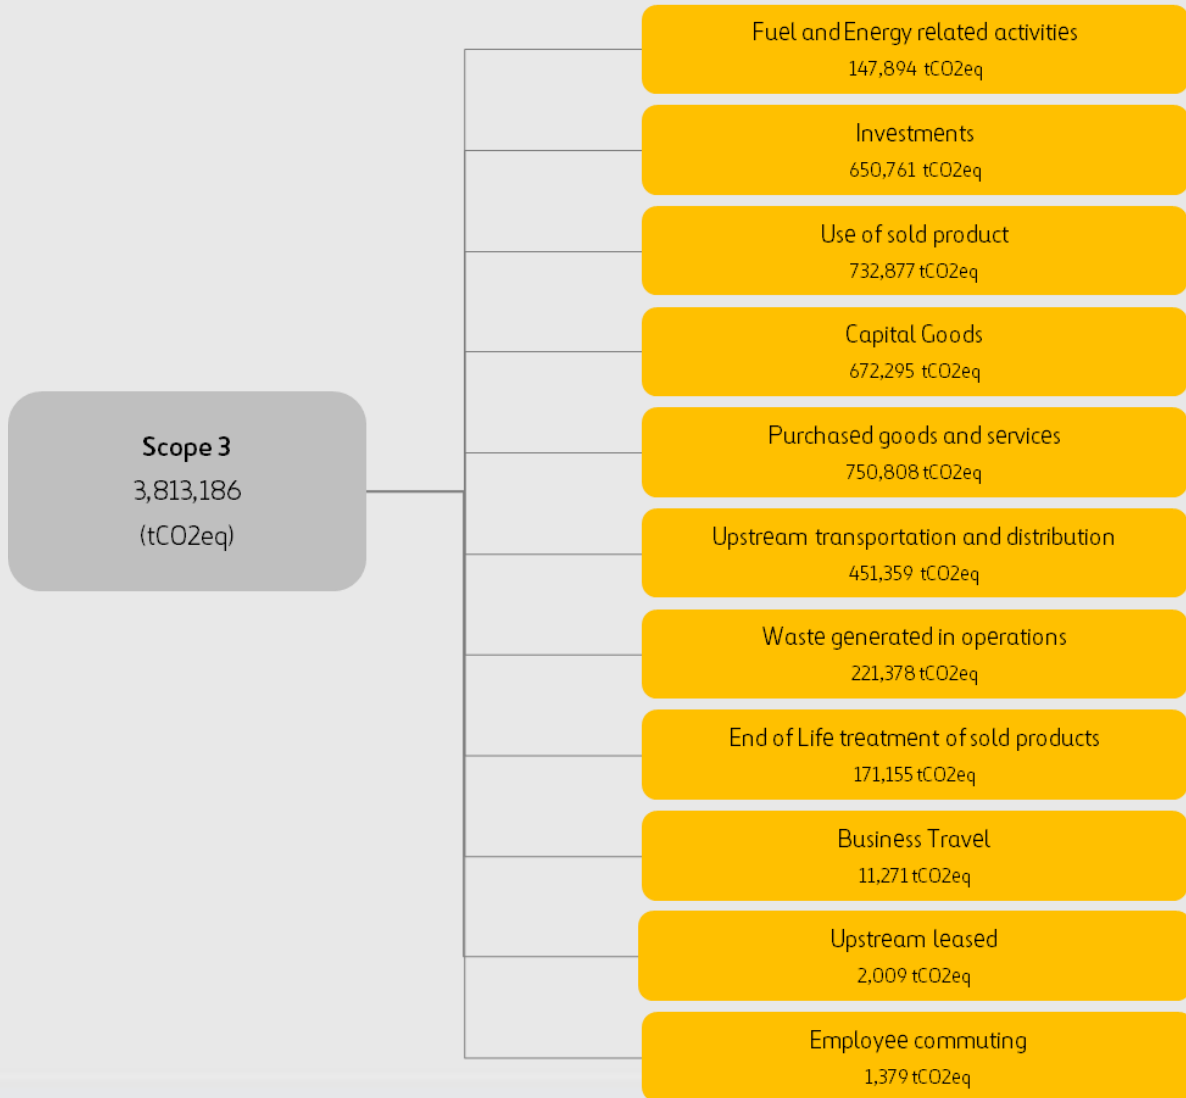 Fuel and Energy related activities
147,894 tCO2eq
Investments
650,761 tCO2eq
Use of sold product
732,877 tCO2eq
Capital Goods
672,295 tCO2eq
Scope 3
3,813,186
(tCO2eq)
Purchased goods and services
750,808 tCO2eq
Upstream transportation and distribution
451,359 tCO2eq
Waste generated in operations
221,378 tCO2eq
End of Life treatment of sold products
171,155 tCO2eq
Business Travel
11,271 tCO2eq
Upstream leased
2,009 tCO2eq
Employee commuting
1,379 tCO2eq